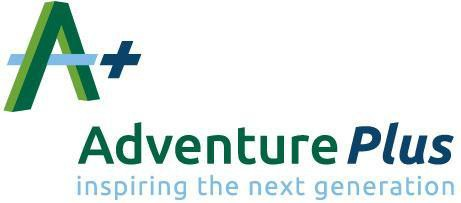 A+
Adventure Plus
inspiring the next generation